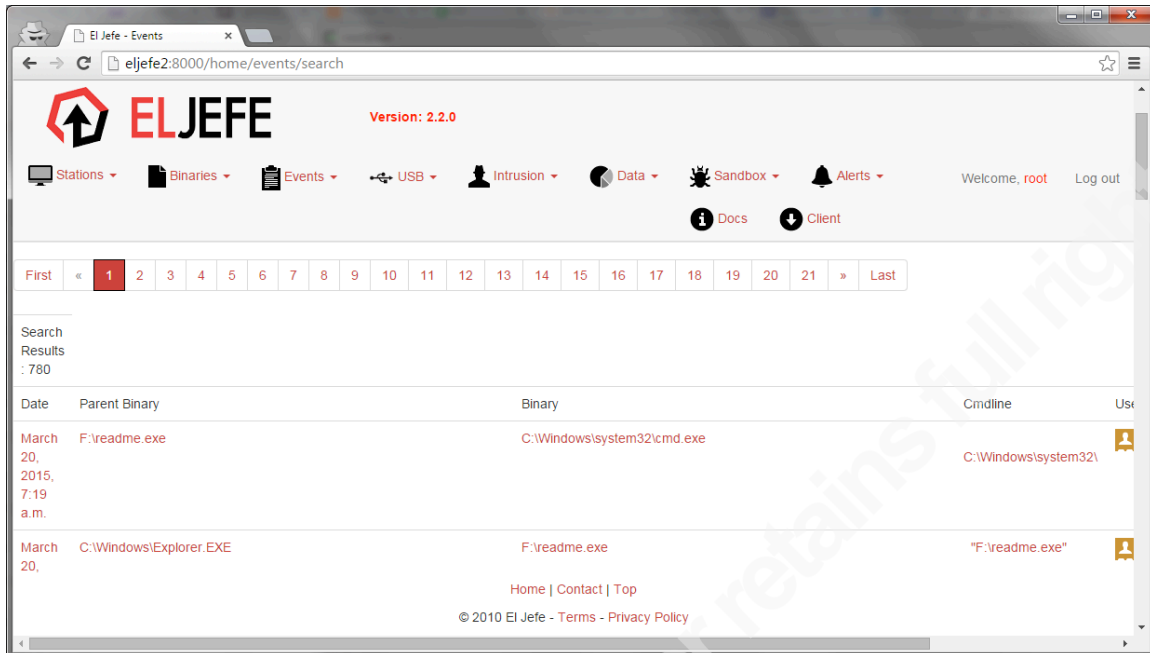 El Jefe - Events
eljefe2:8000/home/events/search
ELJEFE
Version: 2.2.0
Stations Binaries Events USB Intrusion Data Sandbox Alerts Welcome, root Log out
Docs Client
First « 1 2 3 4 5 6 7 8 9 10 11 12 13 14 15 16 17 18 19 20 21 » Last
Search
Results
: 780
Date Parent Binary Binary Cmdline Use
March F:\readme.exe C:\Windows\system32\cmd.exe
20, C:\Windows\system32\
2015,
7:19
a.m.
March C:\Windows\Explorer.EXE F:\readme.exe "F:\readme.exe"
20,
Home | Contact | Top
© 2010 El Jefe - Terms - Privacy Policy
r retains full righ